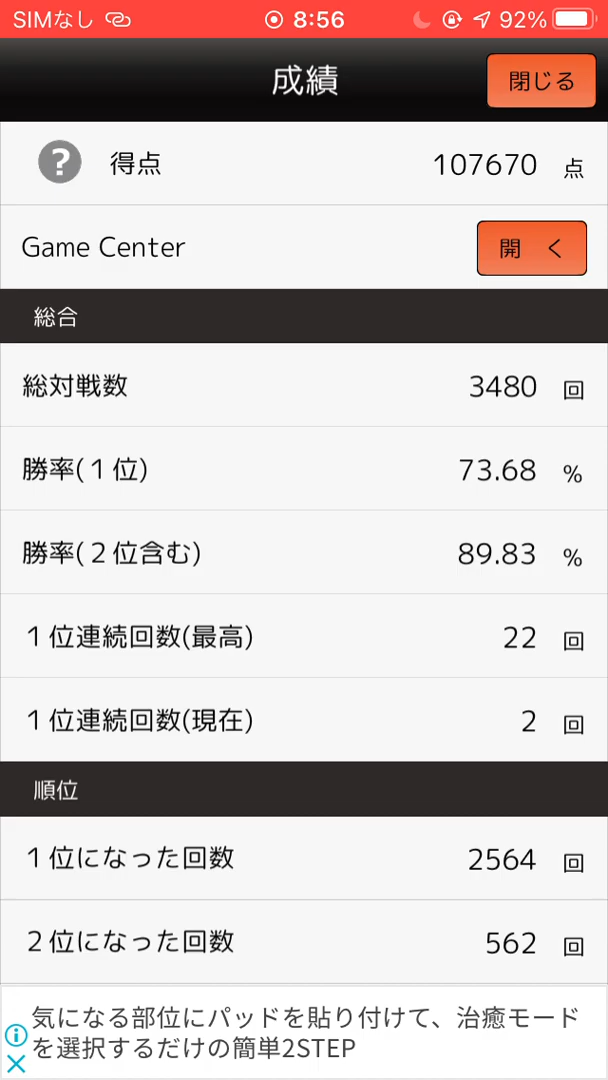 SIMなし 8:56 92%
成績
閉じる
? 得点 107670 点
Game Center 開 く
総合
総対戦数 3480 回
勝率(１位) 73.68 %
勝率(２位含む) 89.83 %
１位連続回数(最高) 22 回
１位連続回数(現在) 2 回
順位
１位になった回数 2564 回
２位になった回数 562 回
気になる部位にパッドを貼り付けて、治癒モード
を選択するだけの簡単2STEP